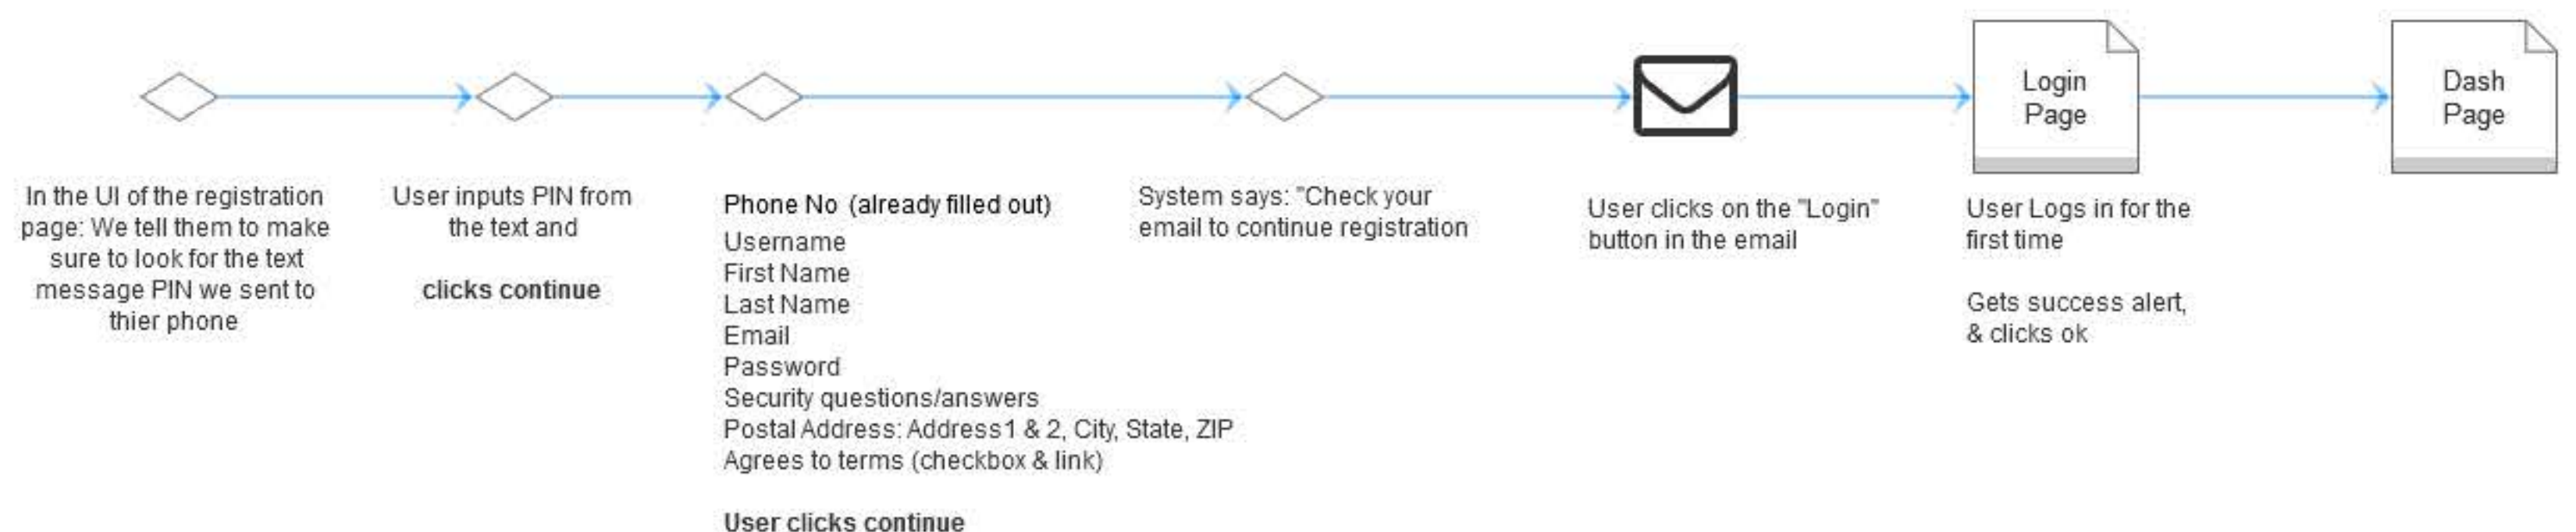 In the UI of the registration
page: We tell them to make
sure to look for the text
message PIN we sent to
thier phone
User inputs PIN from
the text and
clicks continue
Phone No (already filled out)
Username
First Name
Last Name
Email
Password
Security questions/answers
Postal Address: Address1 & 2, City, State, ZIP
Agrees to terms (checkbox & link)
User clicks continue
System says: "Check your
email to continue registration
User clicks on the "Login"
button in the email
Login
Page
User Logs in for the
first time
Gets success alert,
& clicks ok
Dash
Page